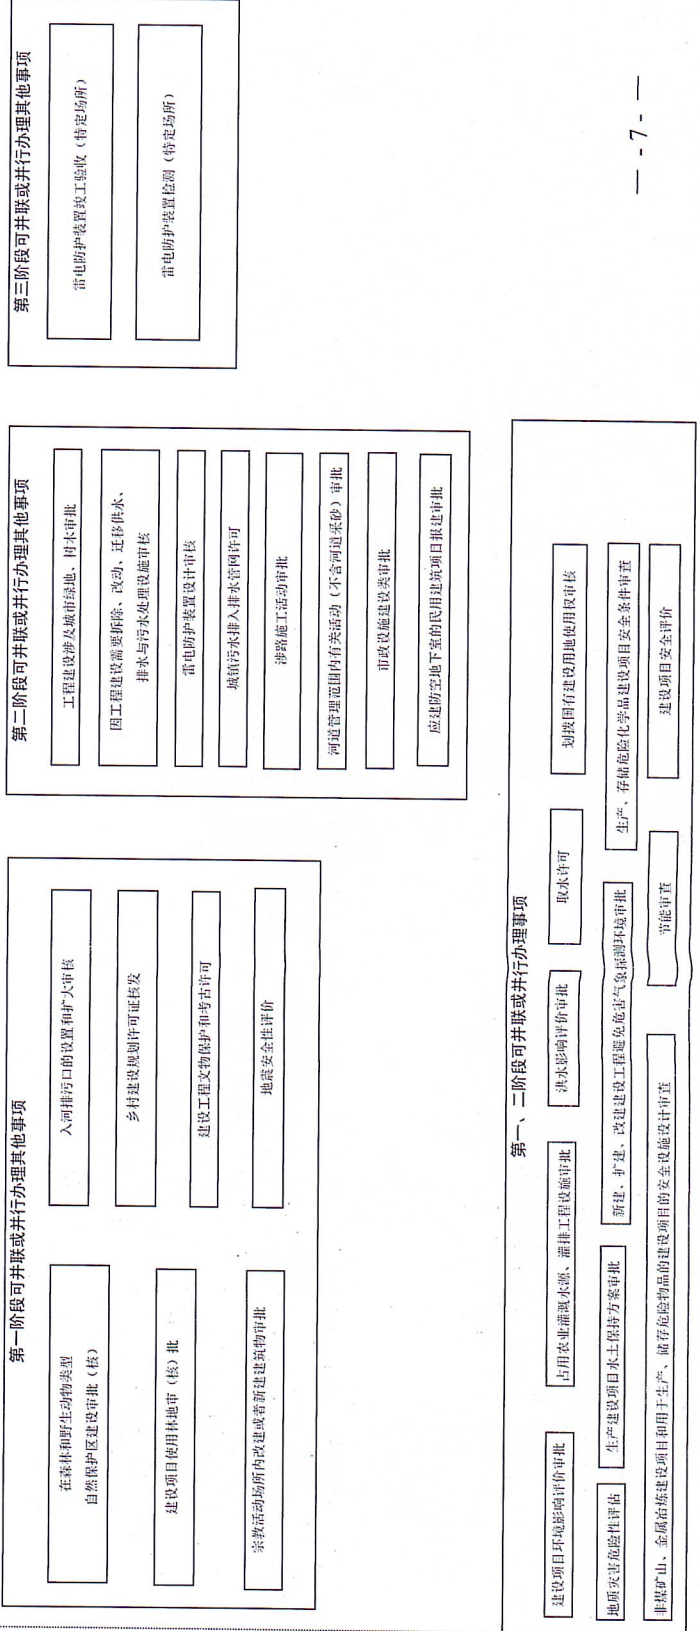 第一阶段可并联或并行办理其他事项
在森林和野生动物类型
自然保护区建设审批（核）
建设项目使用林地审（核）批
宗教活动场所内改建或者新建建筑物审批
入河排污口的设置和扩大审核
乡村建设规划许可证核发
建设工程文物保护和考古许可
地震安全性评价
第二阶段可并联或并行办理其他事项
工程建设涉及城市绿地、树木审批
因工程建设需要拆除、改动、迁移供水、
排水与污水处理设施审核
雷电防护装置设计审核
城镇污水排入排水管网许可
涉路施工活动审批
河道管理范围内有关活动（不含河道采砂）审批
市政设施建设类审批
应建防空地下室的民用建筑项目报建审批
第三阶段可并联或并行办理其他事项
雷电防护装置竣工验收（特定场所）
雷电防护装置检测（特定场所）
第一、二阶段可并联或并行办理事项
建设项目环境影响评价审批
占用农业灌溉水源、灌排工程设施审批
洪水影响评价审批
取水许可
划拨国有建设用地使用权审核
地质灾害危险性评估
生产建设项目水土保持方案审批
新建、扩建、改建建设工程避免危害气象探测环境审批
生产、存储危险化学品建设项目安全条件审查
非煤矿山、金属冶炼建设项目和用于生产、储存危险物品的建设项目的安全设施设计审查
节能审查
建设项目安全评价
— - 7 - —